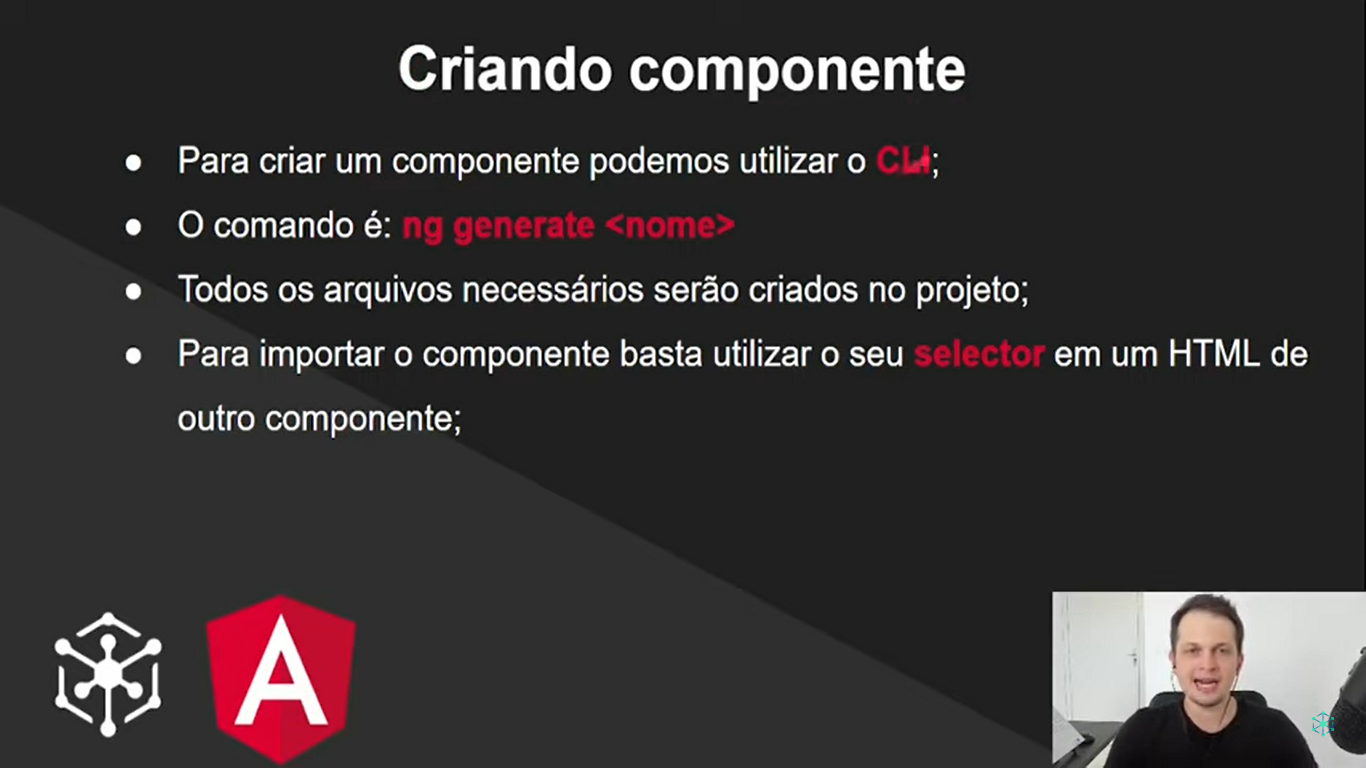 Criando componente
● Para criar um componente podemos utilizar o CLI;
● O comando é: ng generate <nome>
● Todos os arquivos necessários serão criados no projeto;
● Para importar o componente basta utilizar o seu selector em um HTML de
outro componente;
A